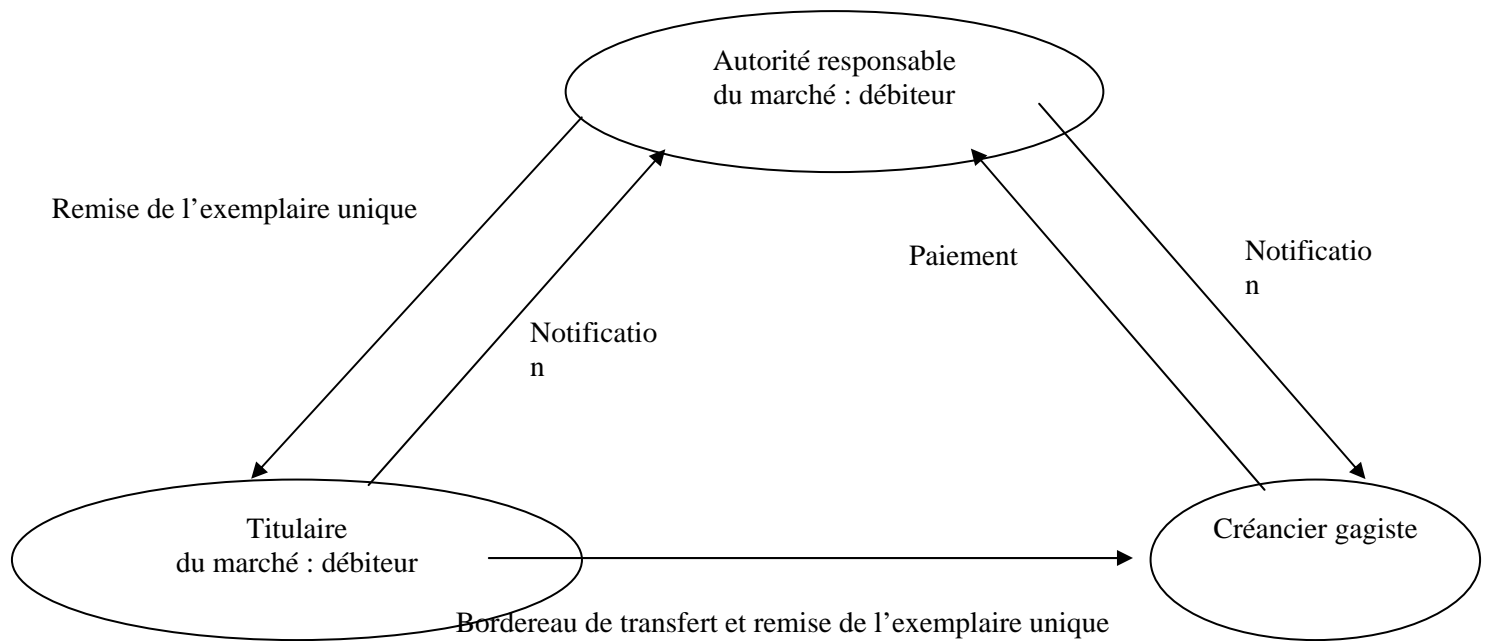 Autorité responsable
du marché : débiteur
Remise de l’exemplaire unique
Paiement
Notificatio
n
Notificatio
n
Titulaire
du marché : débiteur
Créancier gagiste
Bordereau de transfert et remise de l’exemplaire unique